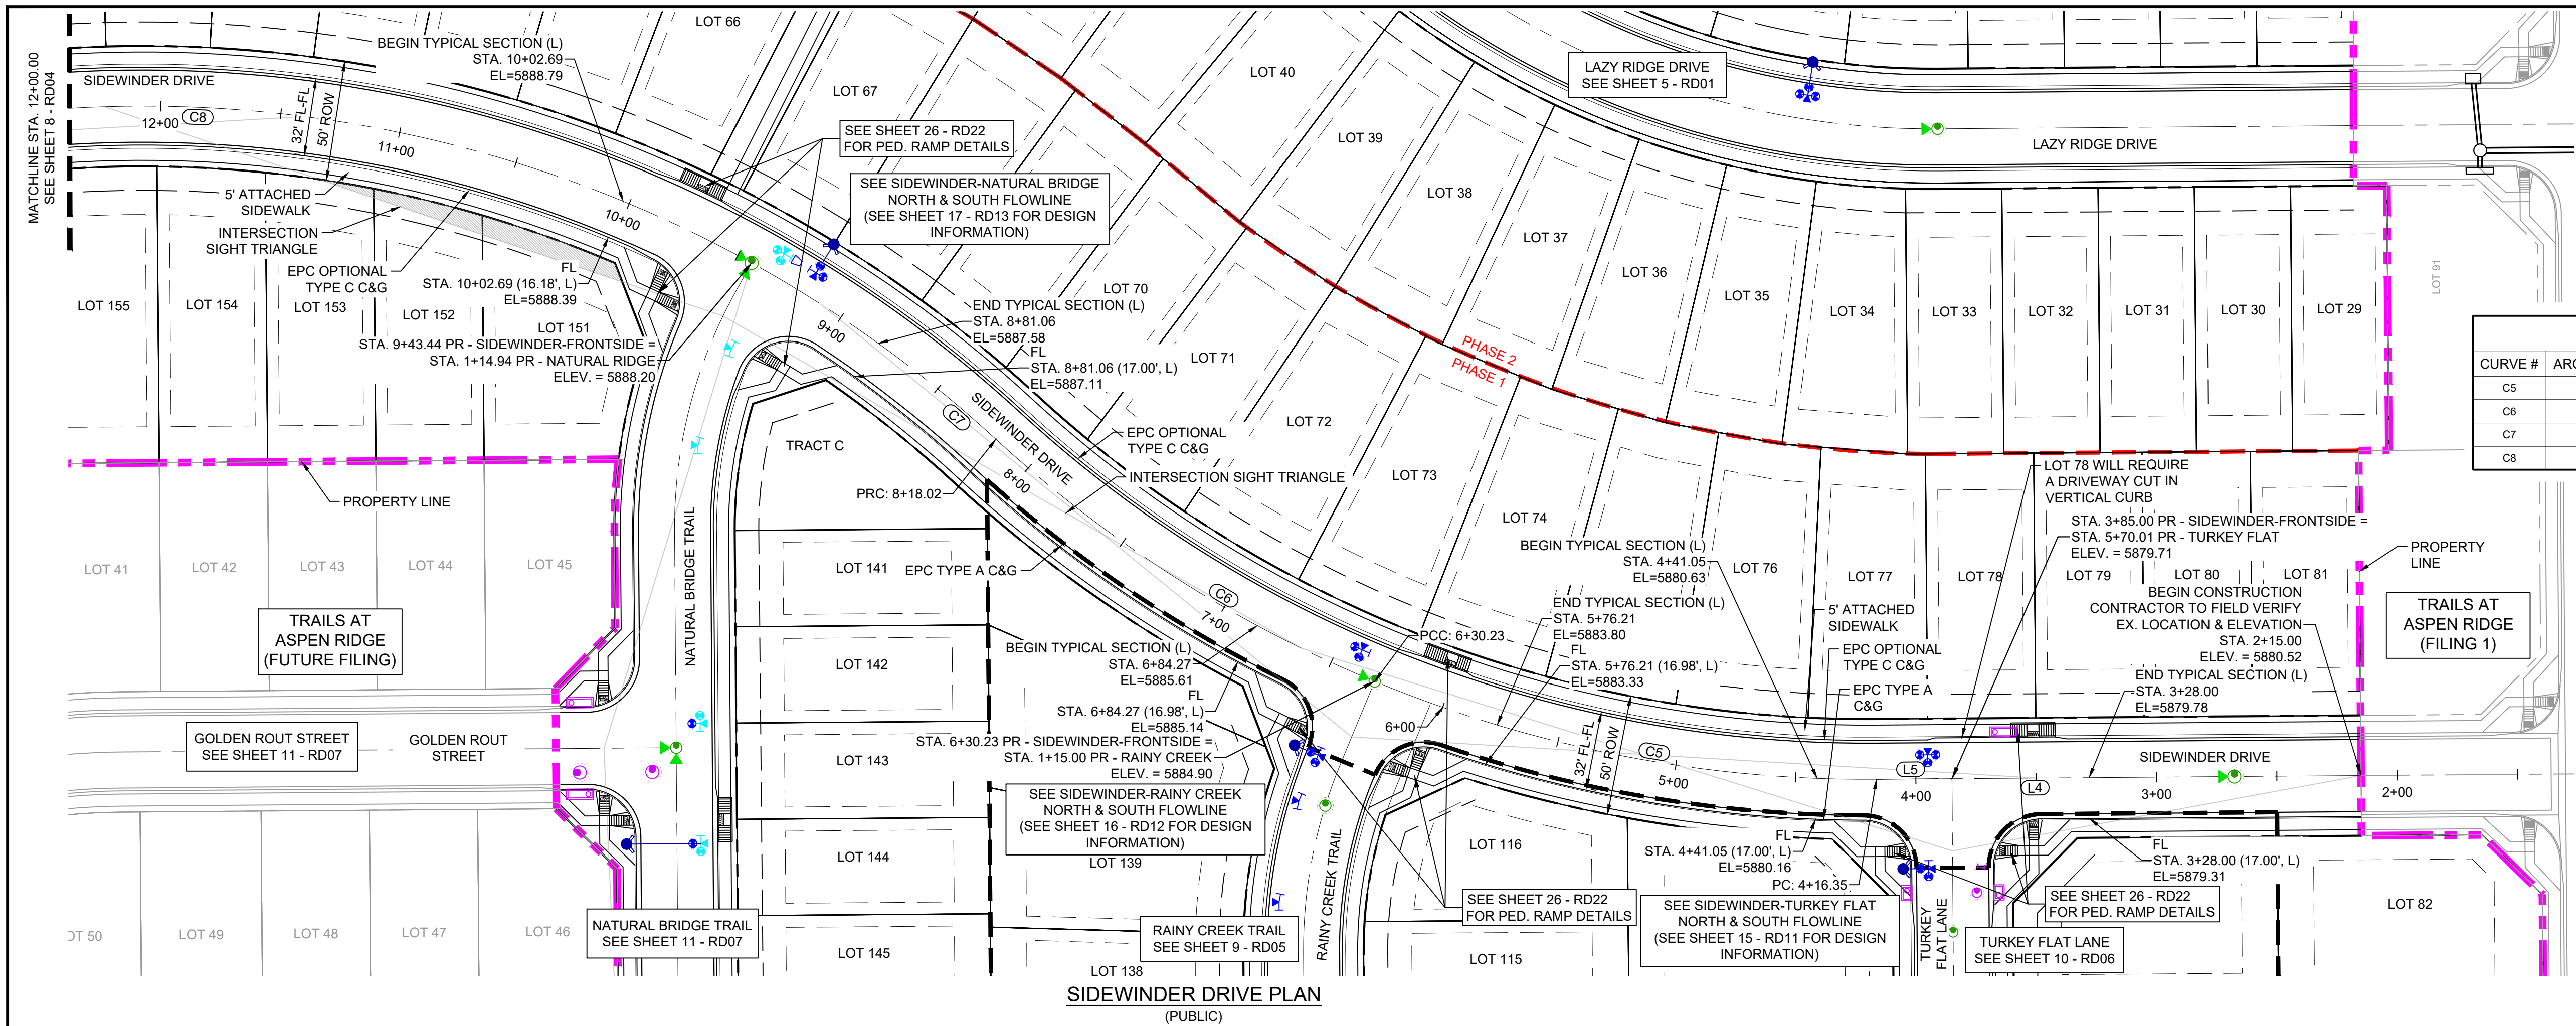 MATCHLINE STA. 12+00.00
SEE SHEET 8 - RD04
SIDEWINDER DRIVE
12+00
C8
32' FL-FL
50' ROW
11+00
BEGIN TYPICAL SECTION (L)
STA. 10+02.69
EL=5888.79
LOT 66
LOT 67
SEE SHEET 26 - RD22
FOR PED. RAMP DETAILS
SEE SIDEWINDER-NATURAL BRIDGE
NORTH & SOUTH FLOWLINE
(SEE SHEET 17 - RD13 FOR DESIGN
INFORMATION)
5' ATTACHED
SIDEWALK
INTERSECTION
SIGHT TRIANGLE
EPC OPTIONAL
TYPE C C&G
10+00
FL
STA. 10+02.69 (16.18', L)
EL=5888.39
LOT 155
LOT 154
LOT 153
LOT 152
LOT 151
STA. 9+43.44 PR - SIDEWINDER-FRONTSIDE =
STA. 1+14.94 PR - NATURAL RIDGE
ELEV. = 5888.20
9+00
END TYPICAL SECTION (L)
STA. 8+81.06
EL=5887.58
FL
STA. 8+81.06 (17.00', L)
EL=5887.11
LOT 70
LOT 71
LOT 72
LOT 73
LOT 74
LOT 76
LOT 77
LOT 78
LOT 79
LOT 80
LOT 81
LOT 40
LOT 39
LOT 38
LOT 37
LOT 36
LOT 35
LOT 34
LOT 33
LOT 32
LOT 31
LOT 30
LOT 29
LOT 91
LAZY RIDGE DRIVE
SEE SHEET 5 - RD01
LAZY RIDGE DRIVE
PHASE 2
PHASE 1
CURVE #
C5
C6
C7
C8
C7
SIDEWINDER DRIVE
EPC OPTIONAL
TYPE C C&G
INTERSECTION SIGHT TRIANGLE
8+00
PRC: 8+18.02
TRACT C
PROPERTY LINE
NATURAL BRIDGE TRAIL
LOT 41
LOT 42
LOT 43
LOT 44
LOT 45
TRAILS AT
ASPEN RIDGE
(FUTURE FILING)
GOLDEN ROUT STREET
SEE SHEET 11 - RD07
GOLDEN ROUT
STREET
LOT 49
LOT 48
LOT 47
LOT 46
NATURAL BRIDGE TRAIL
SEE SHEET 11 - RD07
LOT 141
LOT 142
LOT 143
LOT 144
LOT 145
EPC TYPE A C&G
C6
7+00
BEGIN TYPICAL SECTION (L)
STA. 6+84.27
EL=5885.61
FL
STA. 6+84.27 (16.98', L)
EL=5885.14
STA. 6+30.23 PR - SIDEWINDER-FRONTSIDE =
STA. 1+15.00 PR - RAINY CREEK
ELEV. = 5884.90
SEE SIDEWINDER-RAINY CREEK
NORTH & SOUTH FLOWLINE
(SEE SHEET 16 - RD12 FOR DESIGN
INFORMATION)
LOT 139
LOT 138
RAINY CREEK TRAIL
SEE SHEET 9 - RD05
RAINY CREEK TRAIL
PCC: 6+30.23
6+00
BEGIN TYPICAL SECTION (L)
STA. 4+41.05
EL=5880.63
END TYPICAL SECTION (L)
STA. 5+76.21
EL=5883.80
FL
STA. 5+76.21 (16.98', L)
EL=5883.33
32' FL-FL
50' ROW
C5
5+00
LOT 116
LOT 115
SEE SHEET 26 - RD22
FOR PED. RAMP DETAILS
FL
STA. 4+41.05 (17.00', L)
EL=5880.16
PC: 4+16.35
SEE SIDEWINDER-TURKEY FLAT
NORTH & SOUTH FLOWLINE
(SEE SHEET 15 - RD11 FOR DESIGN
INFORMATION)
LOT 78 WILL REQUIRE
A DRIVEWAY CUT IN
VERTICAL CURB
STA. 3+85.00 PR - SIDEWINDER-FRONTSIDE =
STA. 5+70.01 PR - TURKEY FLAT
ELEV. = 5879.71
5' ATTACHED
SIDEWALK
EPC OPTIONAL
TYPE C C&G
EPC TYPE A
C&G
BEGIN CONSTRUCTION
CONTRACTOR TO FIELD VERIFY
EX. LOCATION & ELEVATION
STA. 2+15.00
ELEV. = 5880.52
END TYPICAL SECTION (L)
STA. 3+28.00
EL=5879.78
PROPERTY
LINE
TRAILS AT
ASPEN RIDGE
(FILING 1)
SIDEWINDER DRIVE
L5
L4
4+00
3+00
2+00
FL
STA. 3+28.00 (17.00', L)
EL=5879.31
SEE SHEET 26 - RD22
FOR PED. RAMP DETAILS
TURKEY
FLAT LANE
TURKEY FLAT LANE
SEE SHEET 10 - RD06
LOT 82
SIDEWINDER DRIVE PLAN
(PUBLIC)